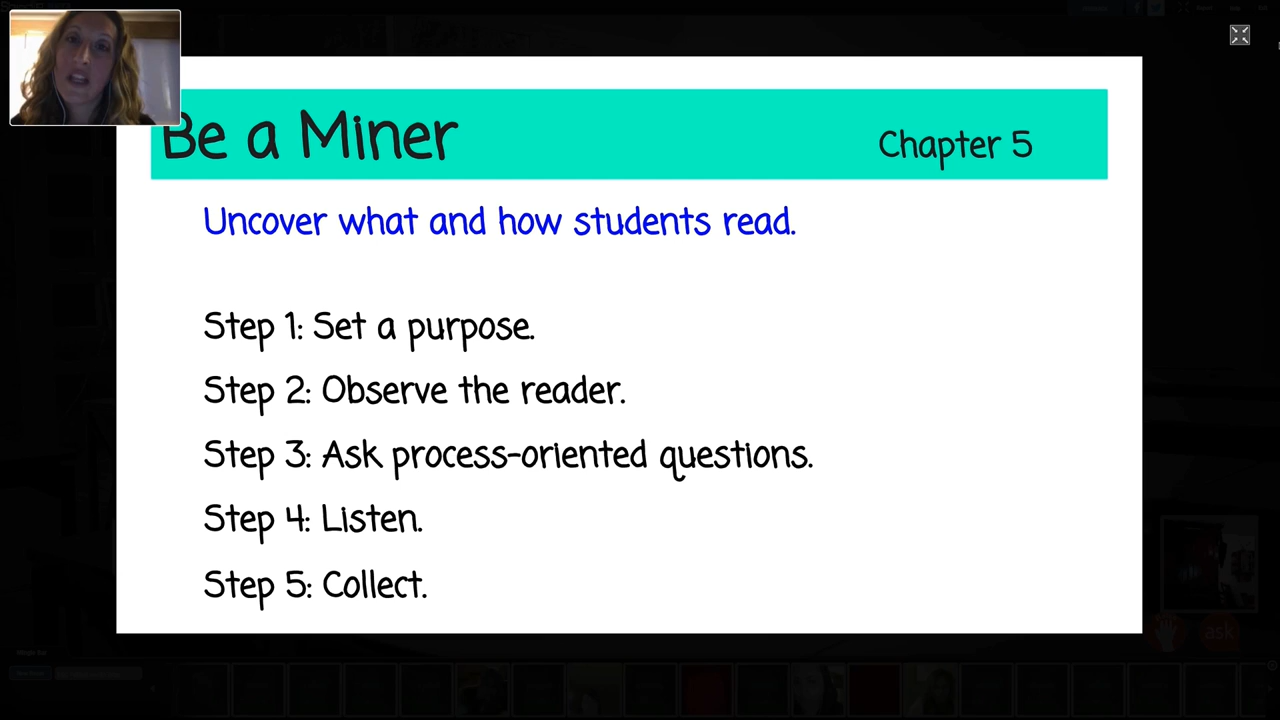 Be a Miner
Chapter 5
Uncover what and how students read.
Step 1: Set a purpose.
Step 2: Observe the reader.
Step 3: Ask process-oriented questions.
Step 4: Listen.
Step 5: Collect.
ask